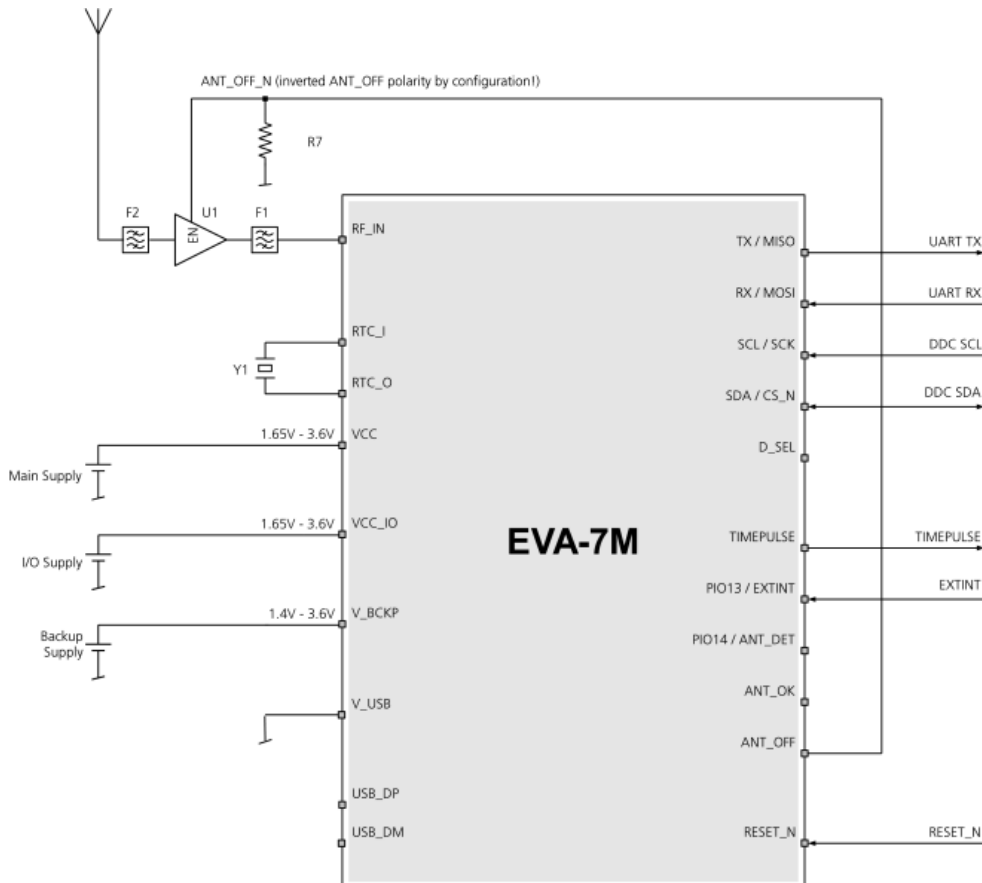 ANT_OFF_N (inverted ANT_OFF polarity by configuration!)
R7
F2
U1
F1
EN
RF_IN
TX / MISO
UART TX
RX / MOSI
UART RX
RTC_I
SCL / SCK
DDC SCL
Y1
RTC_O
SDA / CS_N
DDC SDA
1.65V - 3.6V
VCC
D_SEL
Main Supply
1.65V - 3.6V
VCC_IO
EVA-7M
TIMEPULSE
TIMEPULSE
I/O Supply
PIO13 / EXTINT
EXTINT
1.4V - 3.6V
V_BCKP
Backup
Supply
PIO14 / ANT_DET
V_USB
ANT_OK
ANT_OFF
USB_DP
USB_DM
RESET_N
RESET_N